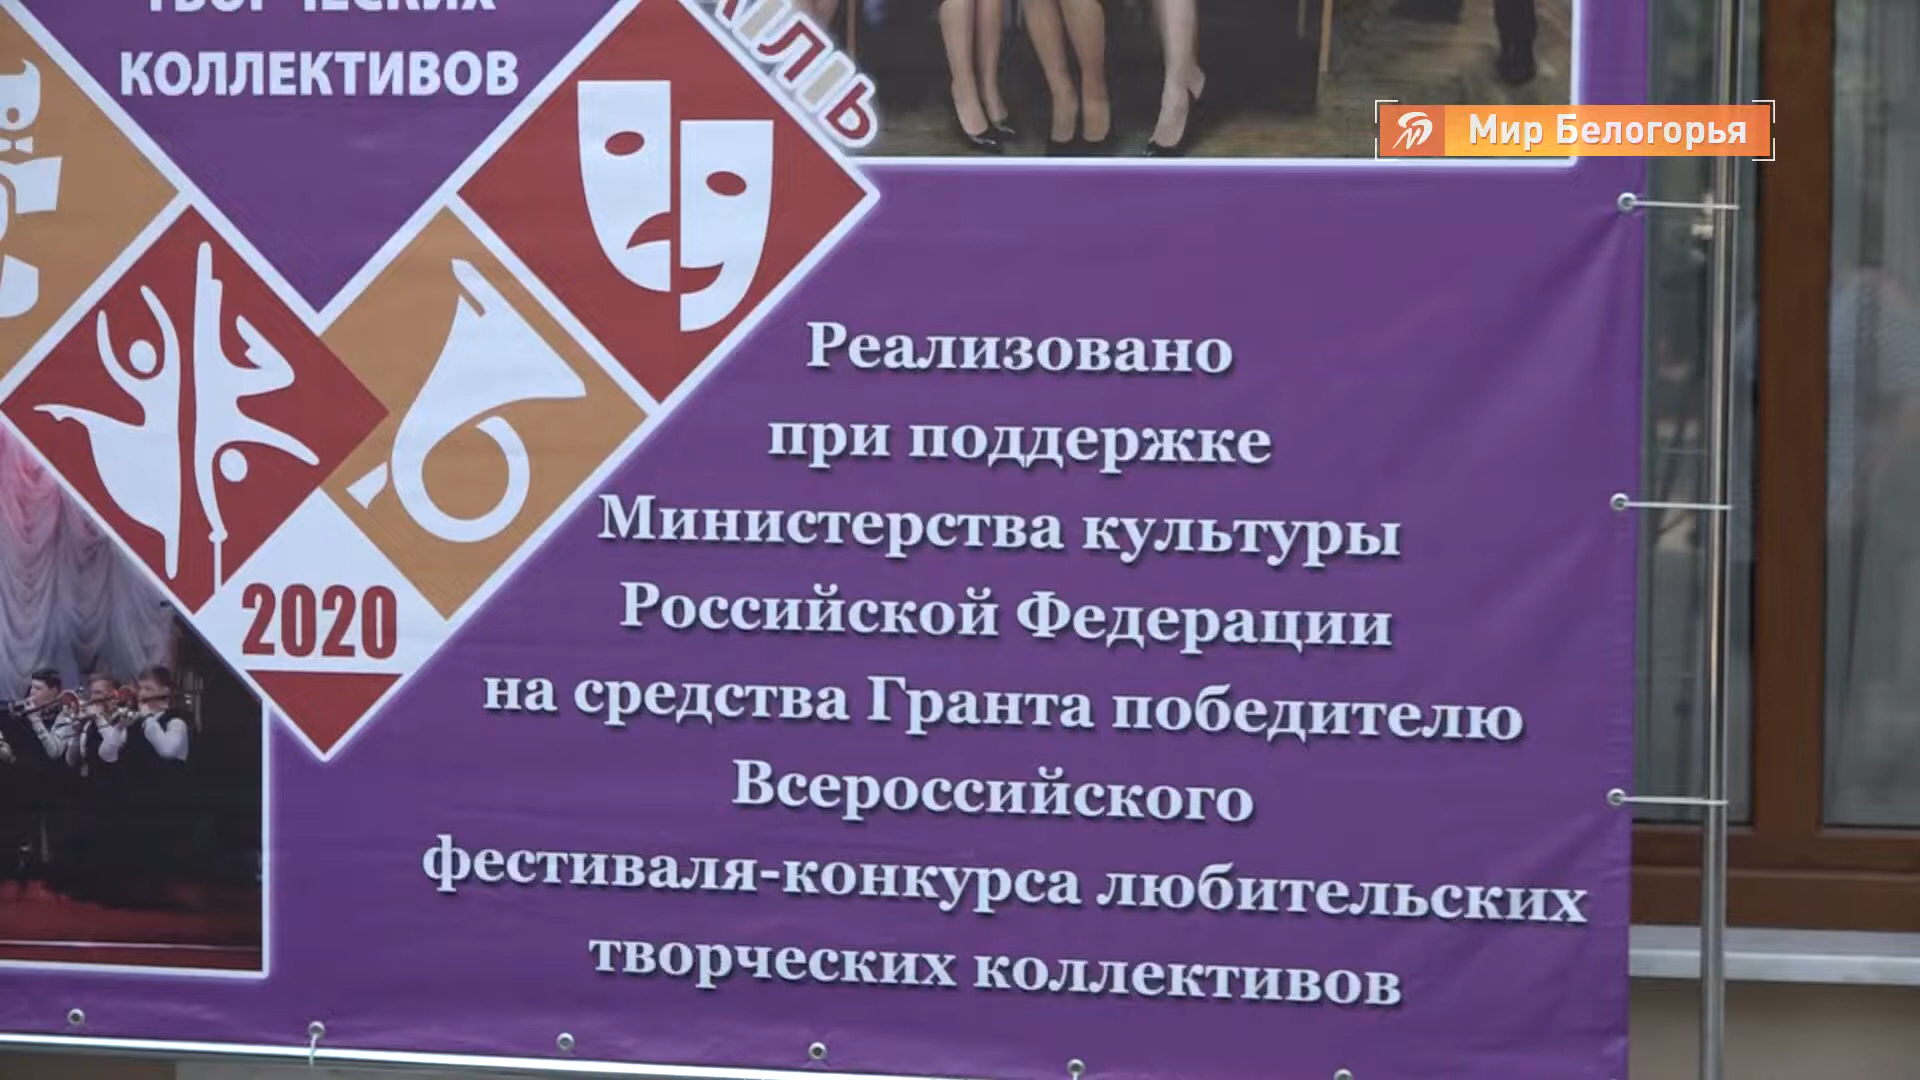 КОЛЛЕКТИВОВ
Мир Белогорья
2020
Реализовано
при поддержке
Министерства культуры
Российской Федерации
на средства Гранта победителю
Всероссийского
фестиваля-конкурса любительских
творческих коллективов